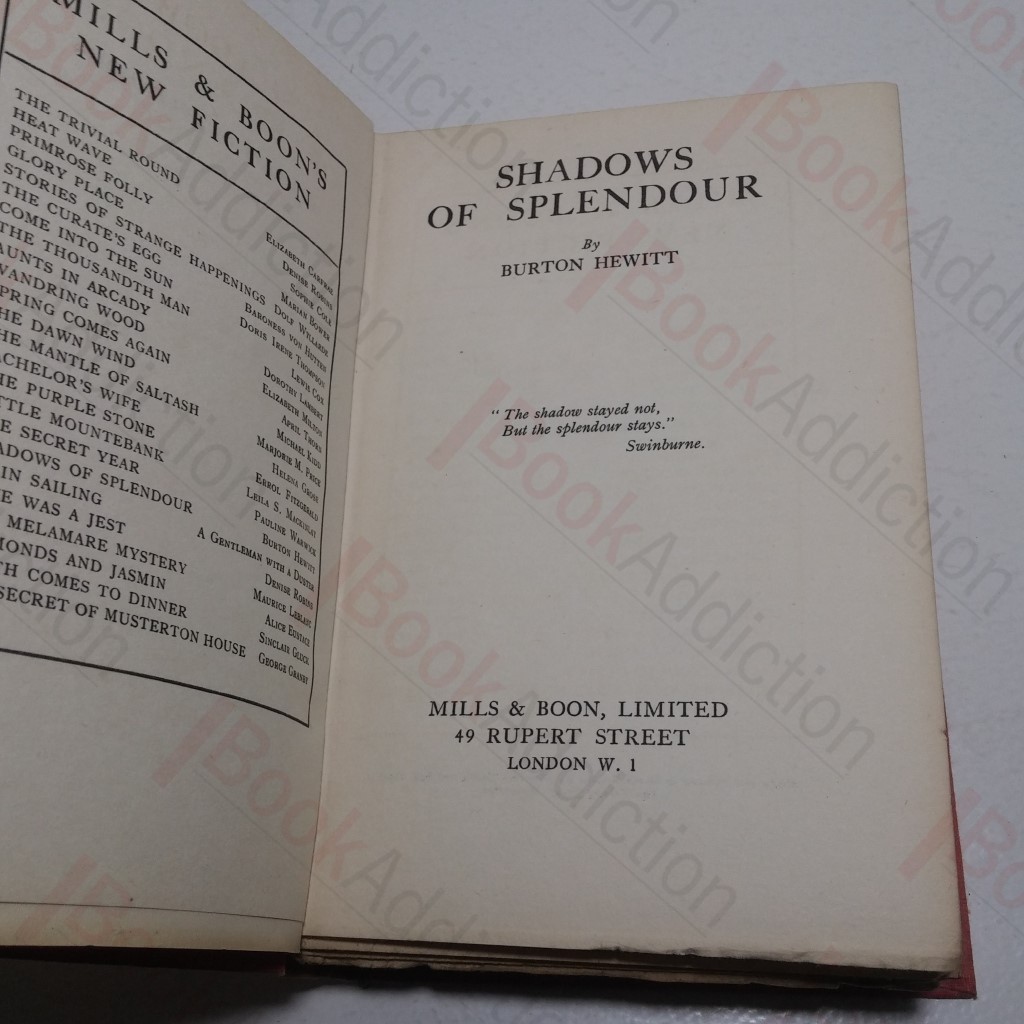 MILLS & BOON'S
NEW FICTION
THE TRIVIAL ROUND ELIZABETH CARFRAE
HEAT WAVE DENISE ROBINS
PRIMROSE FOLLY SOPHIE COLE
GLORY PLACE MARIAN BOWER
STORIES OF STRANGE HAPPENINGS DOLF WYLLARDE
THE CURATE'S EGG BARONESS VON HUTTEN
COME INTO THE SUN DORIS IRENE THOMPSON
THE THOUSANDTH MAN LEWIS COX
AUNTS IN ARCADY DOROTHY LAMBERT
WANDRING WOOD ELIZABETH MILTON
PRING COMES AGAIN APRIL THORN
HE DAWN WIND MICHAEL KIDD
HE MANTLE OF SALTASH MARJORIE M. PRICE
ACHELOR'S WIFE HELENA GROSE
HE PURPLE STONE ERROL FITZGERALD
TTLE MOUNTEBANK LEILA S. MACKINLAY
E SECRET YEAR PAULINE WARWICK
ADOWS OF SPLENDOUR BURTON HEWITT
IN SAILING A GENTLEMAN WITH A DUSTER
E WAS A JEST DENISE ROBINS
MELAMARE MYSTERY MAURICE LEBLANC
MONDS AND JASMIN ALICE EUSTACE
TH COMES TO DINNER SINCLAIR GLUCK
SECRET OF MUSTERTON HOUSE GEORGE GRANBY
SHADOWS
OF SPLENDOUR
By
BURTON HEWITT
"The shadow stayed not,
But the splendour stays."
Swinburne.
MILLS & BOON, LIMITED
49 RUPERT STREET
LONDON W. 1
BookAddiction